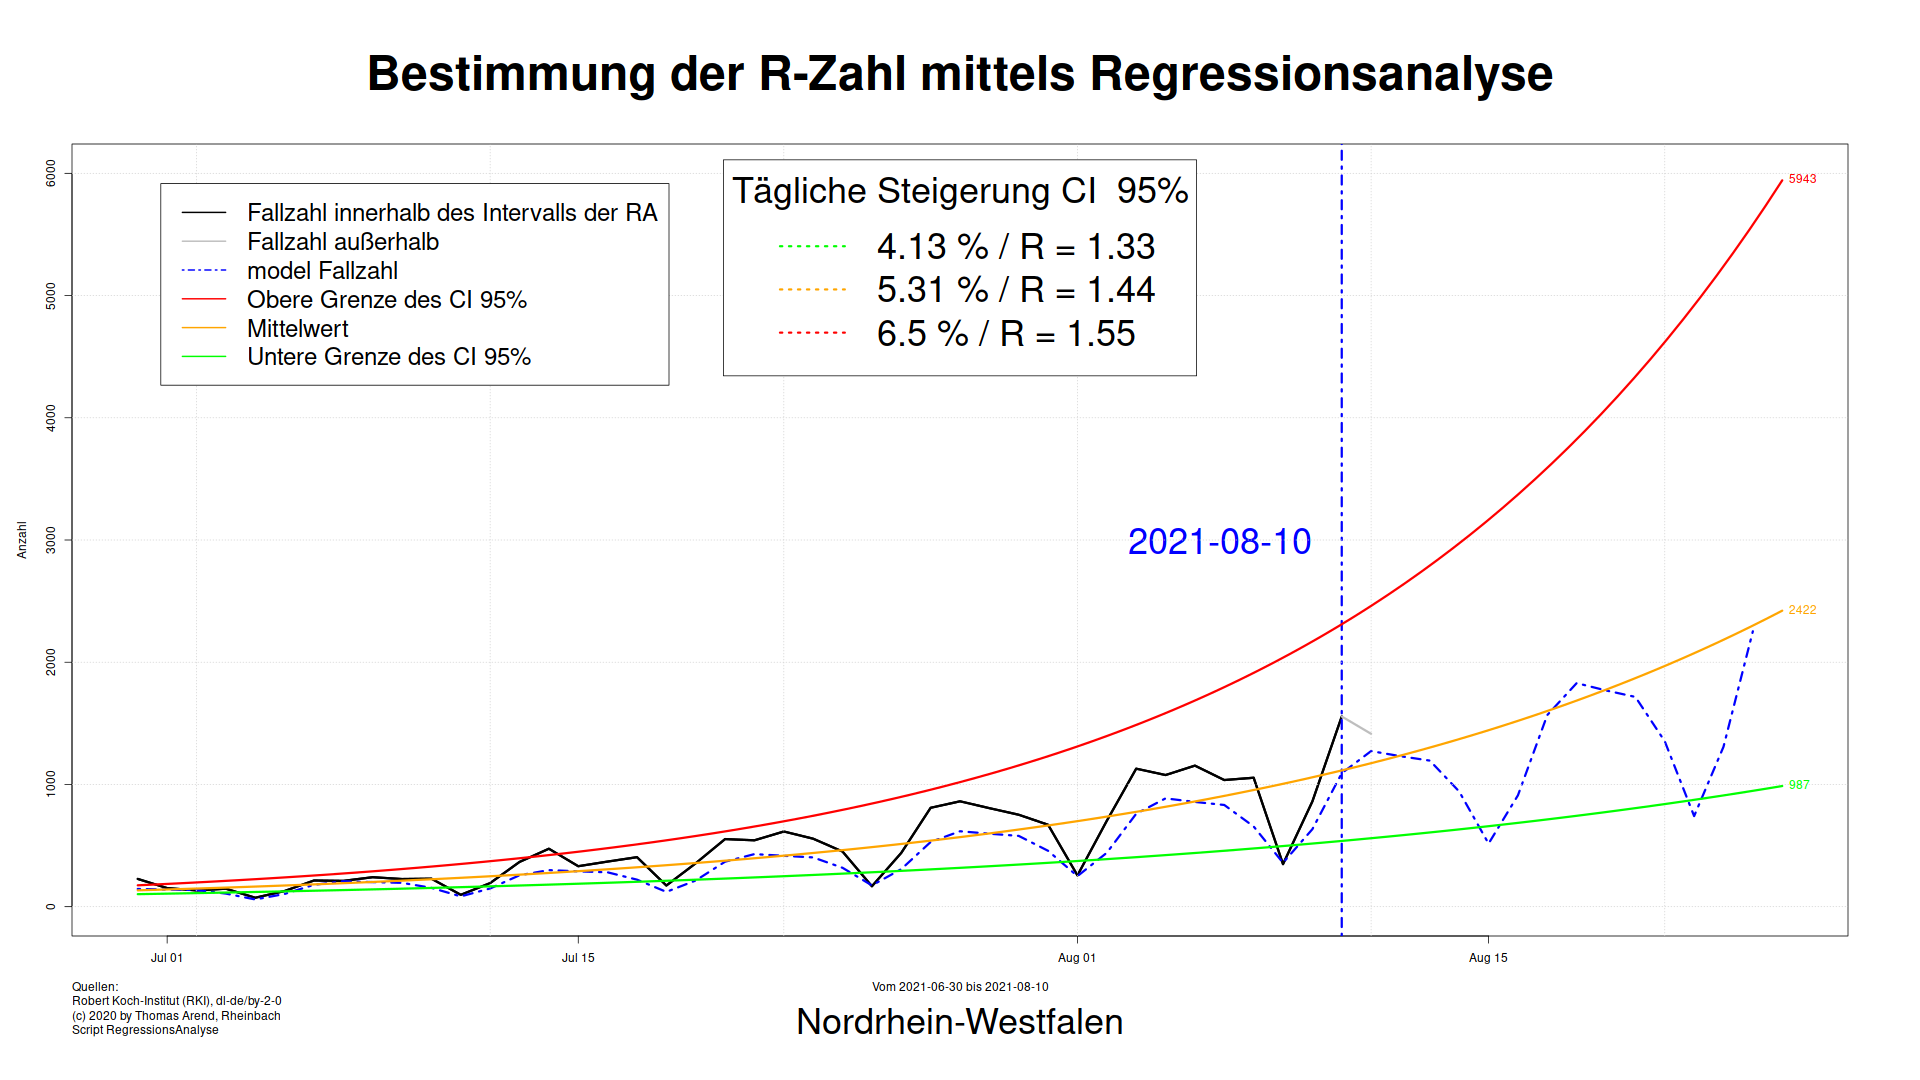 Bestimmung der R-Zahl mittels Regressionsanalyse
Fallzahl innerhalb des Intervalls der RA
Fallzahl außerhalb
model Fallzahl
Obere Grenze des CI 95%
Mittelwert
Untere Grenze des CI 95%
Tägliche Steigerung CI  95%
4.13 % / R = 1.33
5.31 % / R = 1.44
6.5 % / R = 1.55
2021-08-10
5943
2422
987
Anzahl
6000
5000
4000
3000
2000
1000
0
Jul 01
Jul 15
Aug 01
Aug 15
Quellen:
Robert Koch-Institut (RKI), dl-de/by-2-0
(c) 2020 by Thomas Arend, Rheinbach
Script RegressionsAnalyse
Vom 2021-06-30 bis 2021-08-10
Nordrhein-Westfalen